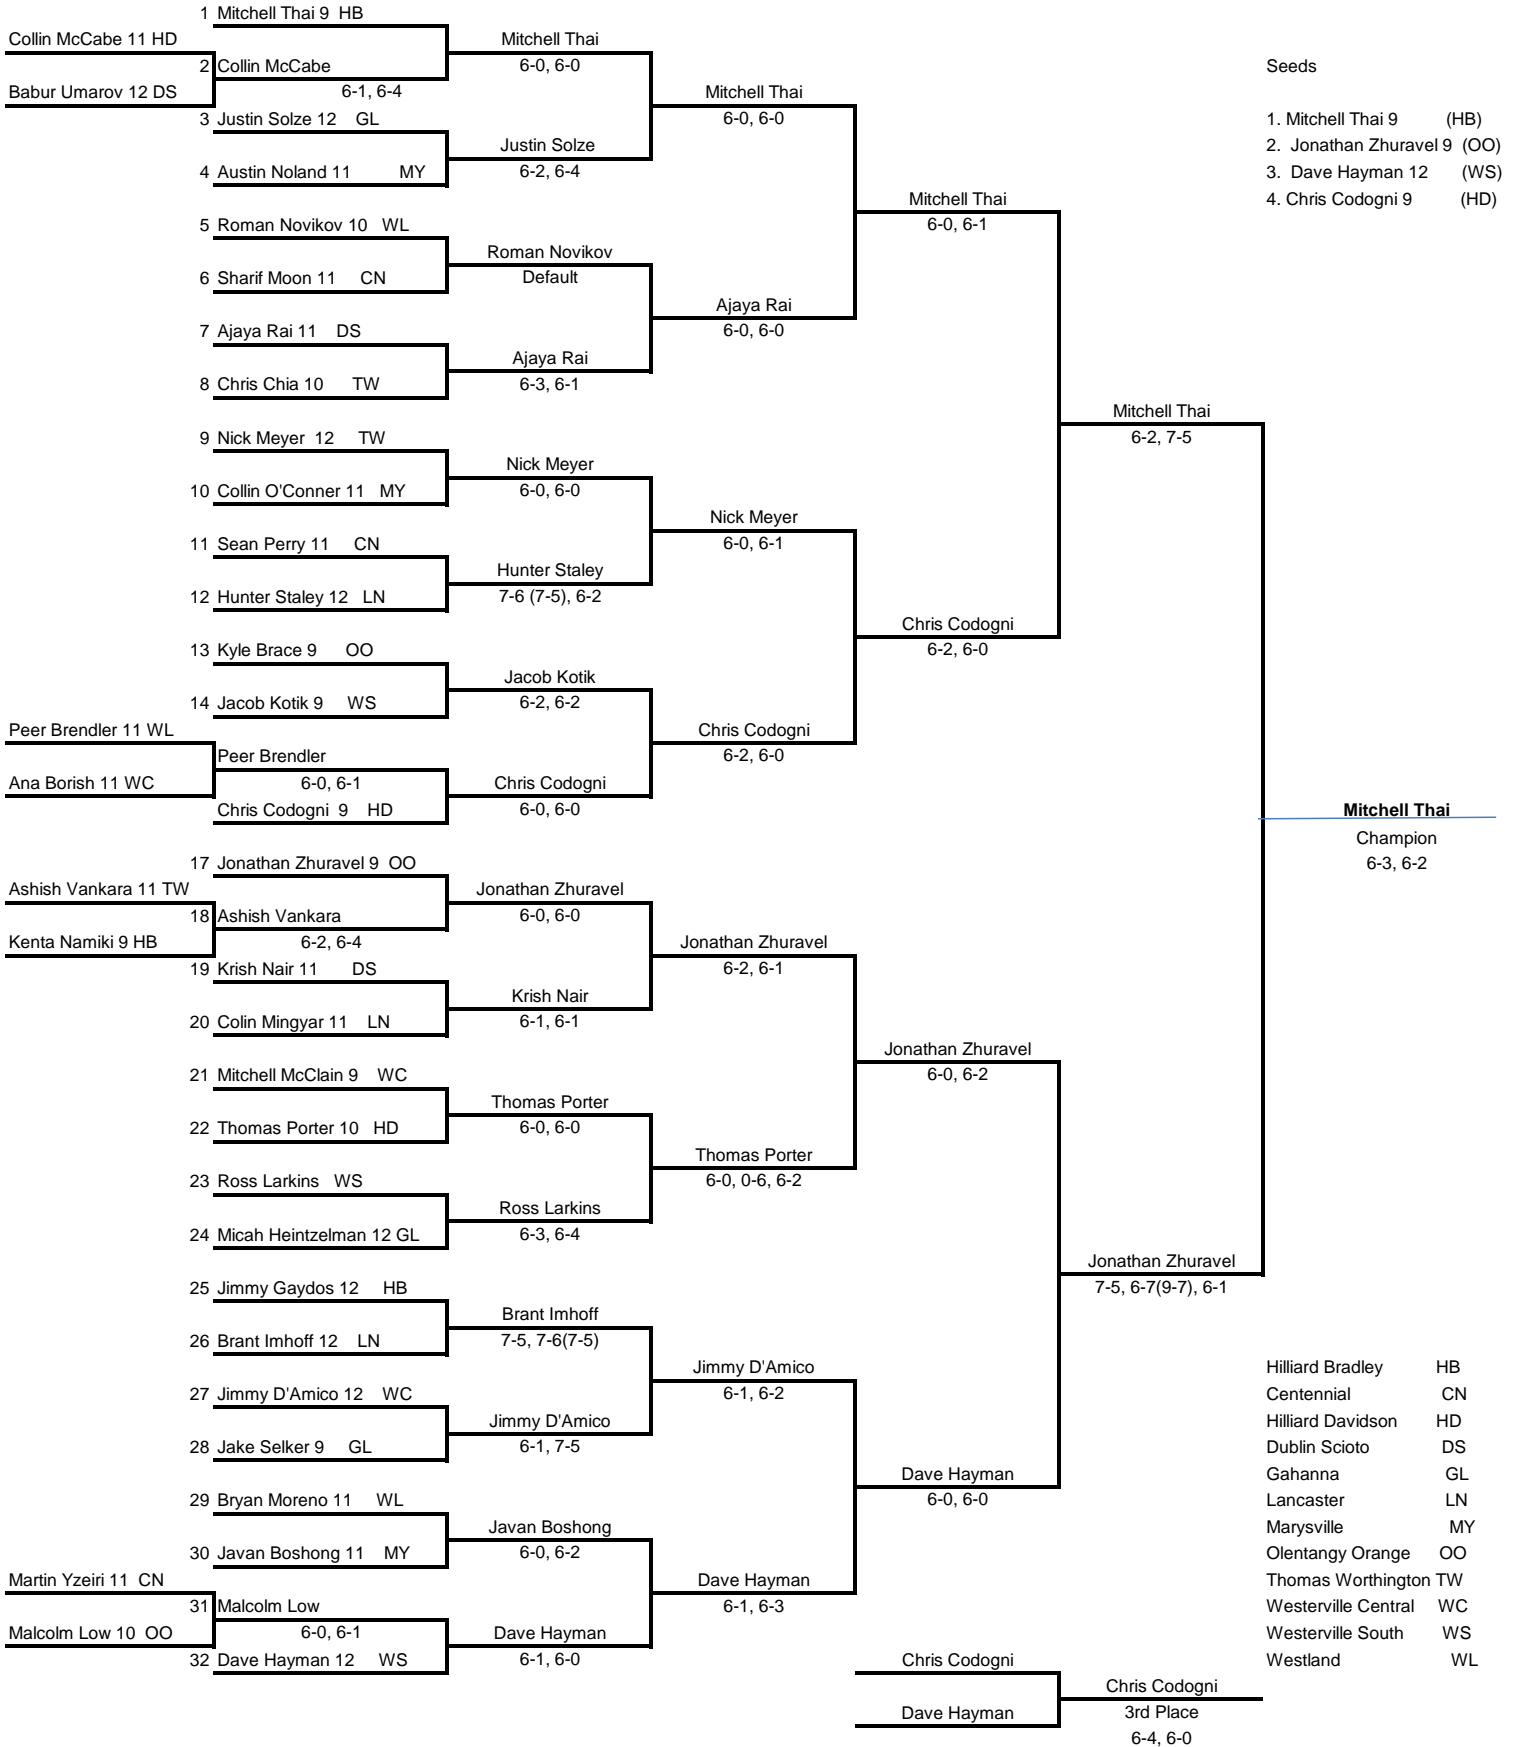 1 Mitchell Thai 9 HB
Collin McCabe 11 HD
Mitchell Thai
2 Collin McCabe
6-0, 6-0
Seeds
Babur Umarov 12 DS
6-1, 6-4
Mitchell Thai
3 Justin Solze 12 GL
6-0, 6-0
1. Mitchell Thai 9 (HB)
Justin Solze
2. Jonathan Zhuravel 9 (OO)
4 Austin Noland 11 MY
6-2, 6-4
3. Dave Hayman 12 (WS)
Mitchell Thai
4. Chris Codogni 9 (HD)
5 Roman Novikov 10 WL
6-0, 6-1
Roman Novikov
6 Sharif Moon 11 CN
Default
Ajaya Rai
7 Ajaya Rai 11 DS
6-0, 6-0
Ajaya Rai
8 Chris Chia 10 TW
6-3, 6-1
Mitchell Thai
9 Nick Meyer 12 TW
6-2, 7-5
Nick Meyer
10 Collin O'Conner 11 MY
6-0, 6-0
Nick Meyer
11 Sean Perry 11 CN
6-0, 6-1
Hunter Staley
12 Hunter Staley 12 LN
7-6 (7-5), 6-2
Chris Codogni
13 Kyle Brace 9 OO
6-2, 6-0
Jacob Kotik
14 Jacob Kotik 9 WS
6-2, 6-2
Peer Brendler 11 WL
Chris Codogni
Peer Brendler
6-2, 6-0
Ana Borish 11 WC
6-0, 6-1
Chris Codogni
Chris Codogni 9 HD
6-0, 6-0
Mitchell Thai
Champion
17 Jonathan Zhuravel 9 OO
6-3, 6-2
Ashish Vankara 11 TW
Jonathan Zhuravel
18 Ashish Vankara
6-0, 6-0
Kenta Namiki 9 HB
6-2, 6-4
Jonathan Zhuravel
19 Krish Nair 11 DS
6-2, 6-1
Krish Nair
20 Colin Mingyar 11 LN
6-1, 6-1
Jonathan Zhuravel
21 Mitchell McClain 9 WC
6-0, 6-2
Thomas Porter
22 Thomas Porter 10 HD
6-0, 6-0
Thomas Porter
23 Ross Larkins WS
6-0, 0-6, 6-2
Ross Larkins
24 Micah Heintzelman 12 GL
6-3, 6-4
Jonathan Zhuravel
25 Jimmy Gaydos 12 HB
7-5, 6-7(9-7), 6-1
Brant Imhoff
26 Brant Imhoff 12 LN
7-5, 7-6(7-5)
Jimmy D'Amico
Hilliard Bradley HB
27 Jimmy D'Amico 12 WC
6-1, 6-2
Centennial CN
Jimmy D'Amico
Hilliard Davidson HD
28 Jake Selker 9 GL
6-1, 7-5
Dublin Scioto DS
Dave Hayman
Gahanna GL
29 Bryan Moreno 11 WL
6-0, 6-0
Lancaster LN
Javan Boshong
Marysville MY
30 Javan Boshong 11 MY
6-0, 6-2
Olentangy Orange OO
Martin Yzeiri 11 CN
Dave Hayman
Thomas Worthington TW
31 Malcolm Low
6-1, 6-3
Westerville Central WC
Malcolm Low 10 OO
6-0, 6-1
Dave Hayman
Westerville South WS
32 Dave Hayman 12 WS
6-1, 6-0
Chris Codogni
Westland WL
Chris Codogni
Dave Hayman
3rd Place
6-4, 6-0